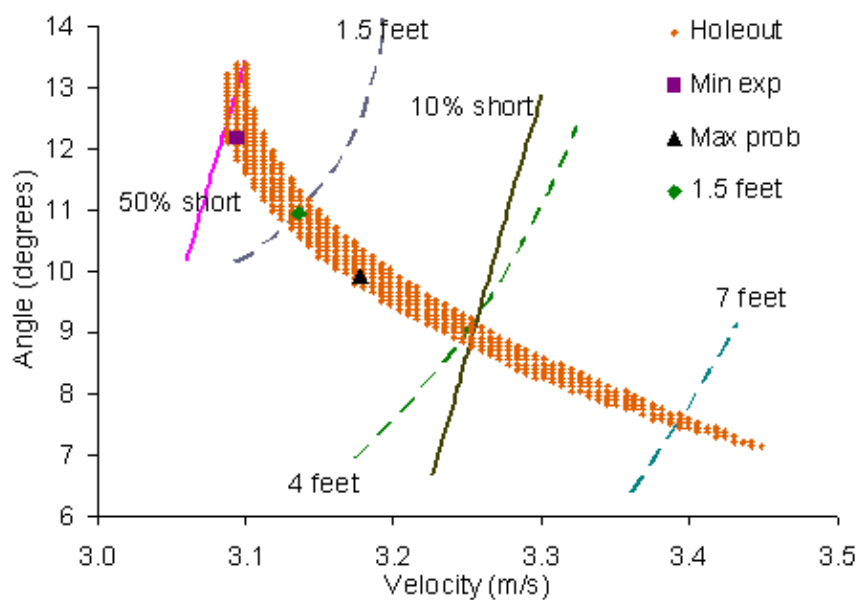 14
13
12
11
10
9
8
7
6
Angle (degrees)
1.5 feet
10% short
50% short
7 feet
4 feet
Holeout
Min exp
Max prob
1.5 feet
3.0 3.1 3.2 3.3 3.4 3.5
Velocity (m/s)